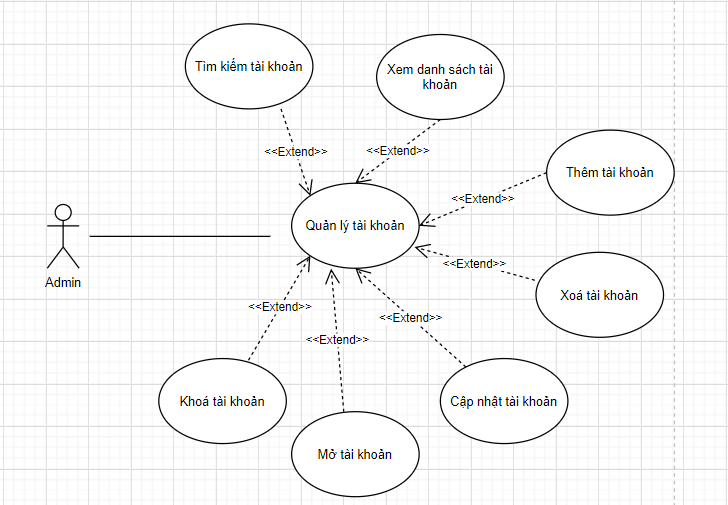 Tìm kiếm tài khoản
Xem danh sách tài
khoản
<<Extend>>
<<Extend>>
Thêm tài khoản
<<Extend>>
Quản lý tài khoản
Admin
<<Extend>>
Xoá tài khoản
<<Extend>>
<<Extend>>
<<Extend>>
Khoá tài khoản
Cập nhật tài khoản
Mở tài khoản